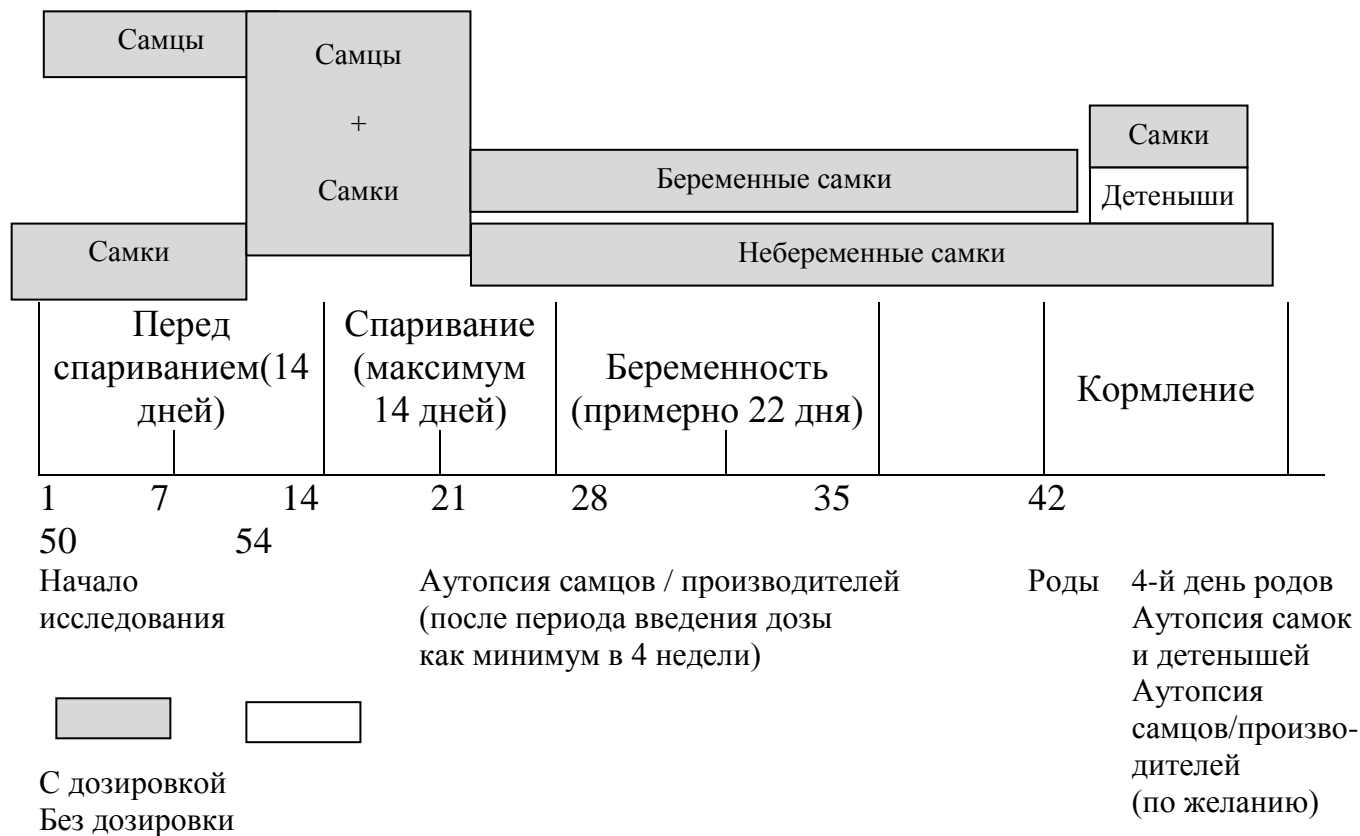 Самцы
Самцы
+
Самки
Самки
Детеныши
Беременные самки
Самки
Небеременные самки
Перед
спариванием(14
дней)
Спаривание
(максимум
14 дней)
Беременность
(примерно 22 дня)
Кормление
1 7 14 21 28 35 42
50 54
Начало
исследования
Аутопсия самцов / производителей
(после периода введения дозы
как минимум в 4 недели)
Роды
4-й день родов
Аутопсия самок
и детенышей
Аутопсия
самцов/произво-
дителей
(по желанию)
С дозировкой
Без дозировки